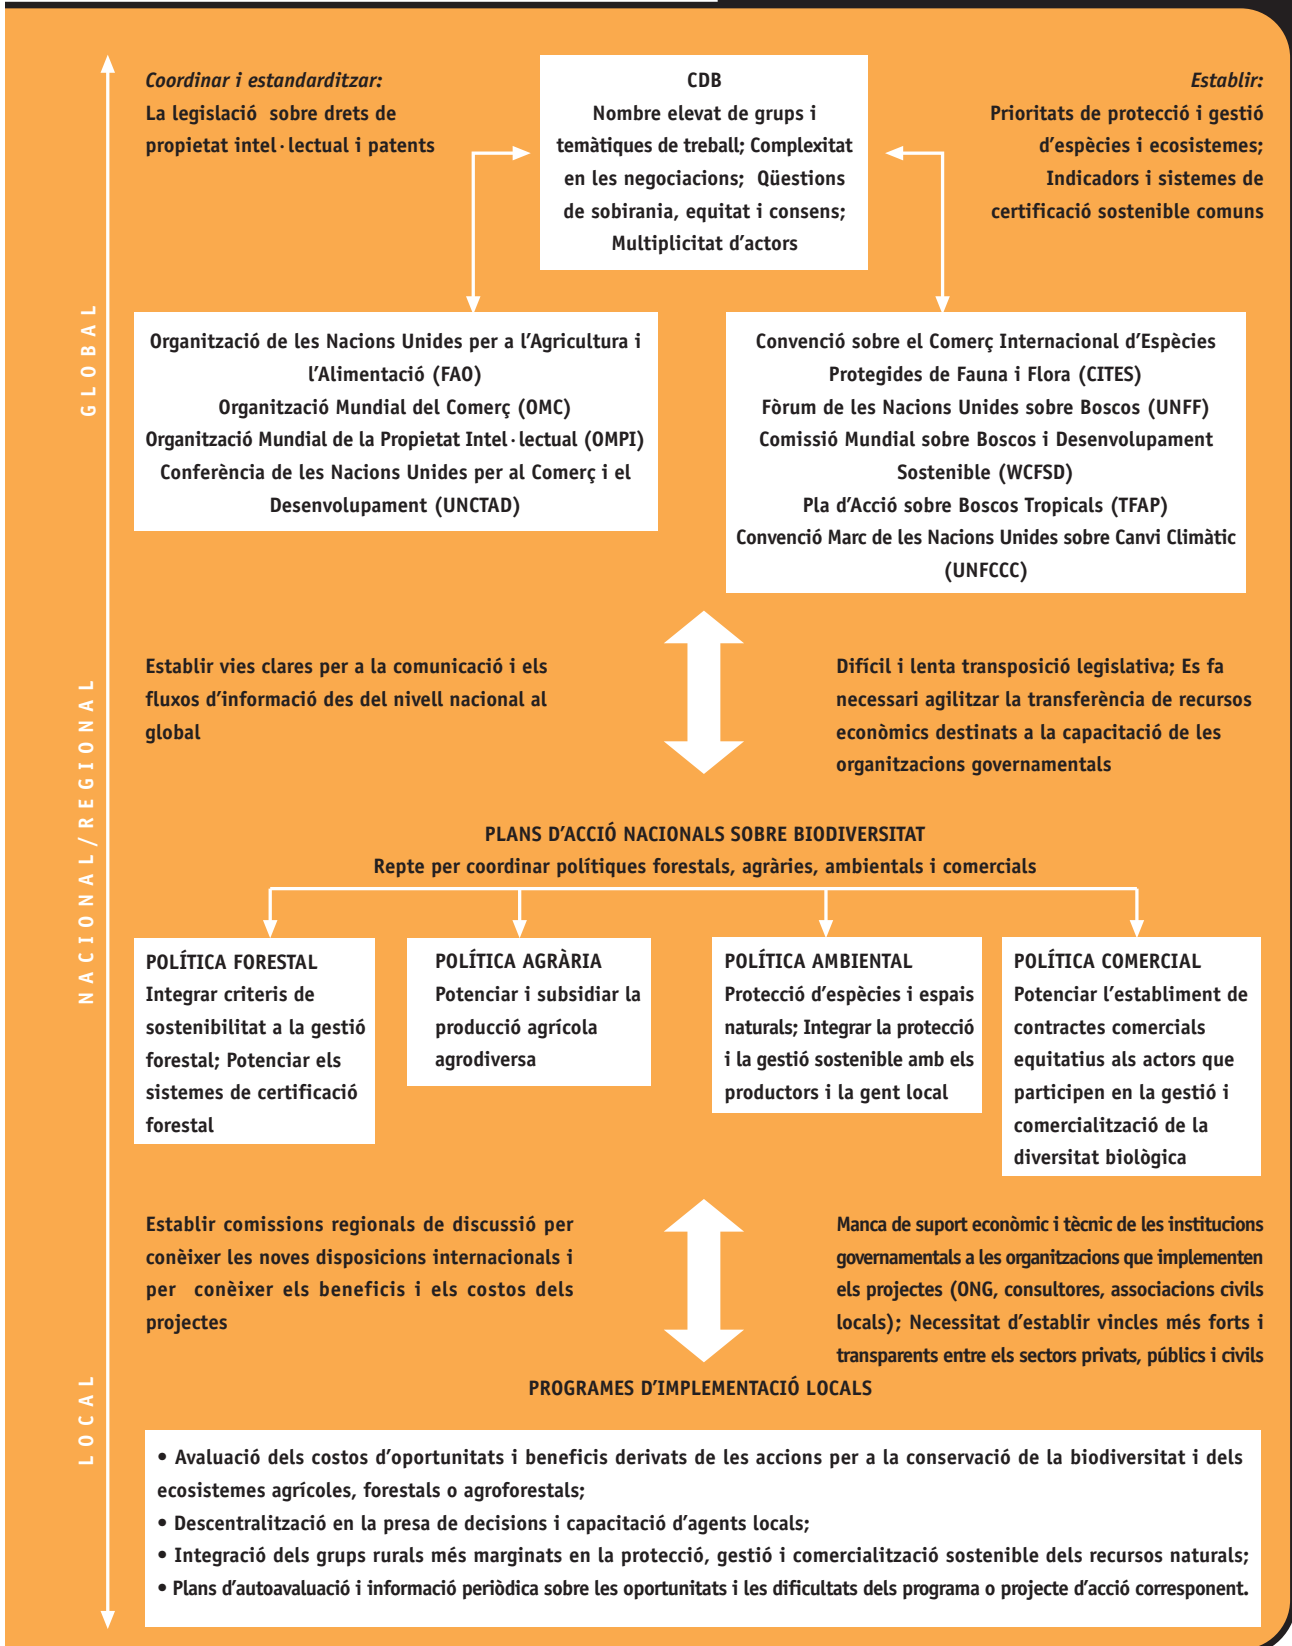 Coordinar i estandarditzar:
La legislació sobre drets de
propietat intel·lectual i patents
CDB
Nombre elevat de grups i
temàtiques de treball; Complexitat
en les negociacions; Qüestions
de sobirania, equitat i consens;
Multiplicitat d'actors
Establir:
Prioritats de protecció i gestió
d'espècies i ecosistemes;
Indicadors i sistemes de
certificació sostenible comuns
GLOBAL
Organització de les Nacions Unides per a l'Agricultura i
l'Alimentació (FAO)
Organització Mundial del Comerç (OMC)
Organització Mundial de la Propietat Intel·lectual (OMPI)
Conferència de les Nacions Unides per al Comerç i el
Desenvolupament (UNCTAD)
Convenció sobre el Comerç Internacional d'Espècies
Protegides de Fauna i Flora (CITES)
Fòrum de les Nacions Unides sobre Boscos (UNFF)
Comissió Mundial sobre Boscos i Desenvolupament
Sostenible (WCFSD)
Pla d'Acció sobre Boscos Tropicals (TFAP)
Convenció Marc de les Nacions Unides sobre Canvi Climàtic
(UNFCCC)
NACIONAL/REGIONAL
Establir vies clares per a la comunicació i els
fluxos d'informació des del nivell nacional al
global
Difícil i lenta transposició legislativa; Es fa
necessari agilitzar la transferència de recursos
econòmics destinats a la capacitació de les
organitzacions governamentals
PLANS D'ACCIÓ NACIONALS SOBRE BIODIVERSITAT
Repte per coordinar polítiques forestals, agràries, ambientals i comercials
POLÍTICA FORESTAL
Integrar criteris de
sostenibilitat a la gestió
forestal; Potenciar els
sistemes de certificació
forestal
POLÍTICA AGRÀRIA
Potenciar i subsidiar la
producció agrícola
agrodiversa
POLÍTICA AMBIENTAL
Protecció d'espècies i espais
naturals; Integrar la protecció
i la gestió sostenible amb els
productors i la gent local
POLÍTICA COMERCIAL
Potenciar l'establiment de
contractes comercials
equitatius als actors que
participen en la gestió i
comercialització de la
diversitat biològica
Establir comissions regionals de discussió per
conèixer les noves disposicions internacionals i
per conèixer els beneficis i els costos dels
projectes
Manca de suport econòmic i tècnic de les institucions
governamentals a les organitzacions que implementen
els projectes (ONG, consultores, associacions civils
locals); Necessitat d'establir vincles més forts i
transparents entre els sectors privats, públics i civils
LOCAL
PROGRAMES D'IMPLEMENTACIÓ LOCALS
• Avaluació dels costos d'oportunitats i beneficis derivats de les accions per a la conservació de la biodiversitat i dels
ecosistemes agrícoles, forestals o agroforestals;
• Descentralització en la presa de decisions i capacitació d'agents locals;
• Integració dels grups rurals més marginats en la protecció, gestió i comercialització sostenible dels recursos naturals;
• Plans d'autoavaluació i informació periòdica sobre les oportunitats i les dificultats dels programa o projecte d'acció corresponent.